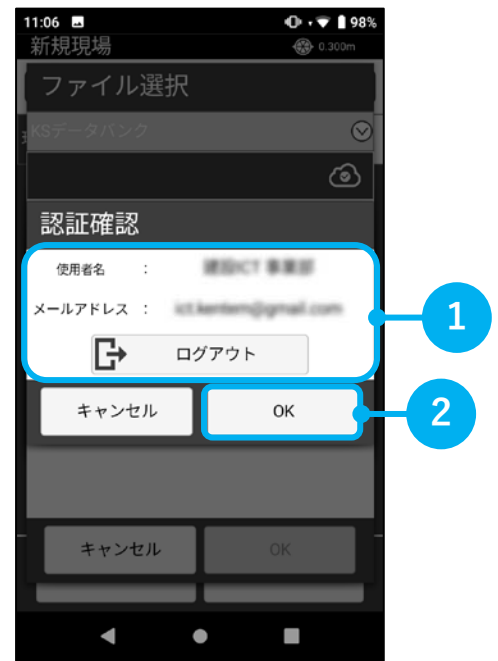 11:06 98%
新規現場 0.300m
ファイル選択
KSデータバンク
認証確認
使用者名 :
メールアドレス :
ログアウト
1
キャンセル OK
2
キャンセル OK